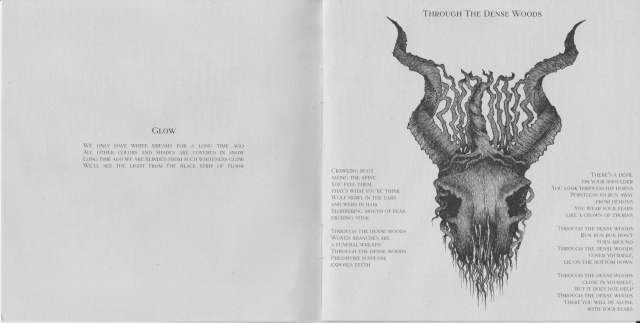 Glow
We only have white dreams for a long time ago
All other colors and shades are covered in snow
Long time ago we are blinded from such whiteness glow
We'll see the light from the black strip of floor
Through The Dense Woods
Crawling bugs
along the spine
You feel them,
that's what you're think
Wolf howl in the ears
and webs in hair
Slobbering mouth of fear
exuding stink
Through the dense woods
Woven branches are
a funeral wreath
Through the dense woods
Predatory suspense
exposes teeth
There's a devil
on your shoulder
You look through his horns
Pointless to run away
from demons
You wear your fears
like a crown of thorns
Through the dense woods
Run run run don't
turn around
Through the dense woods
cover yourself,
lie on the bottom down
Through the dense woods
close in yourself,
but it does not help
Through the dense woods
There you will be alone
with your fears